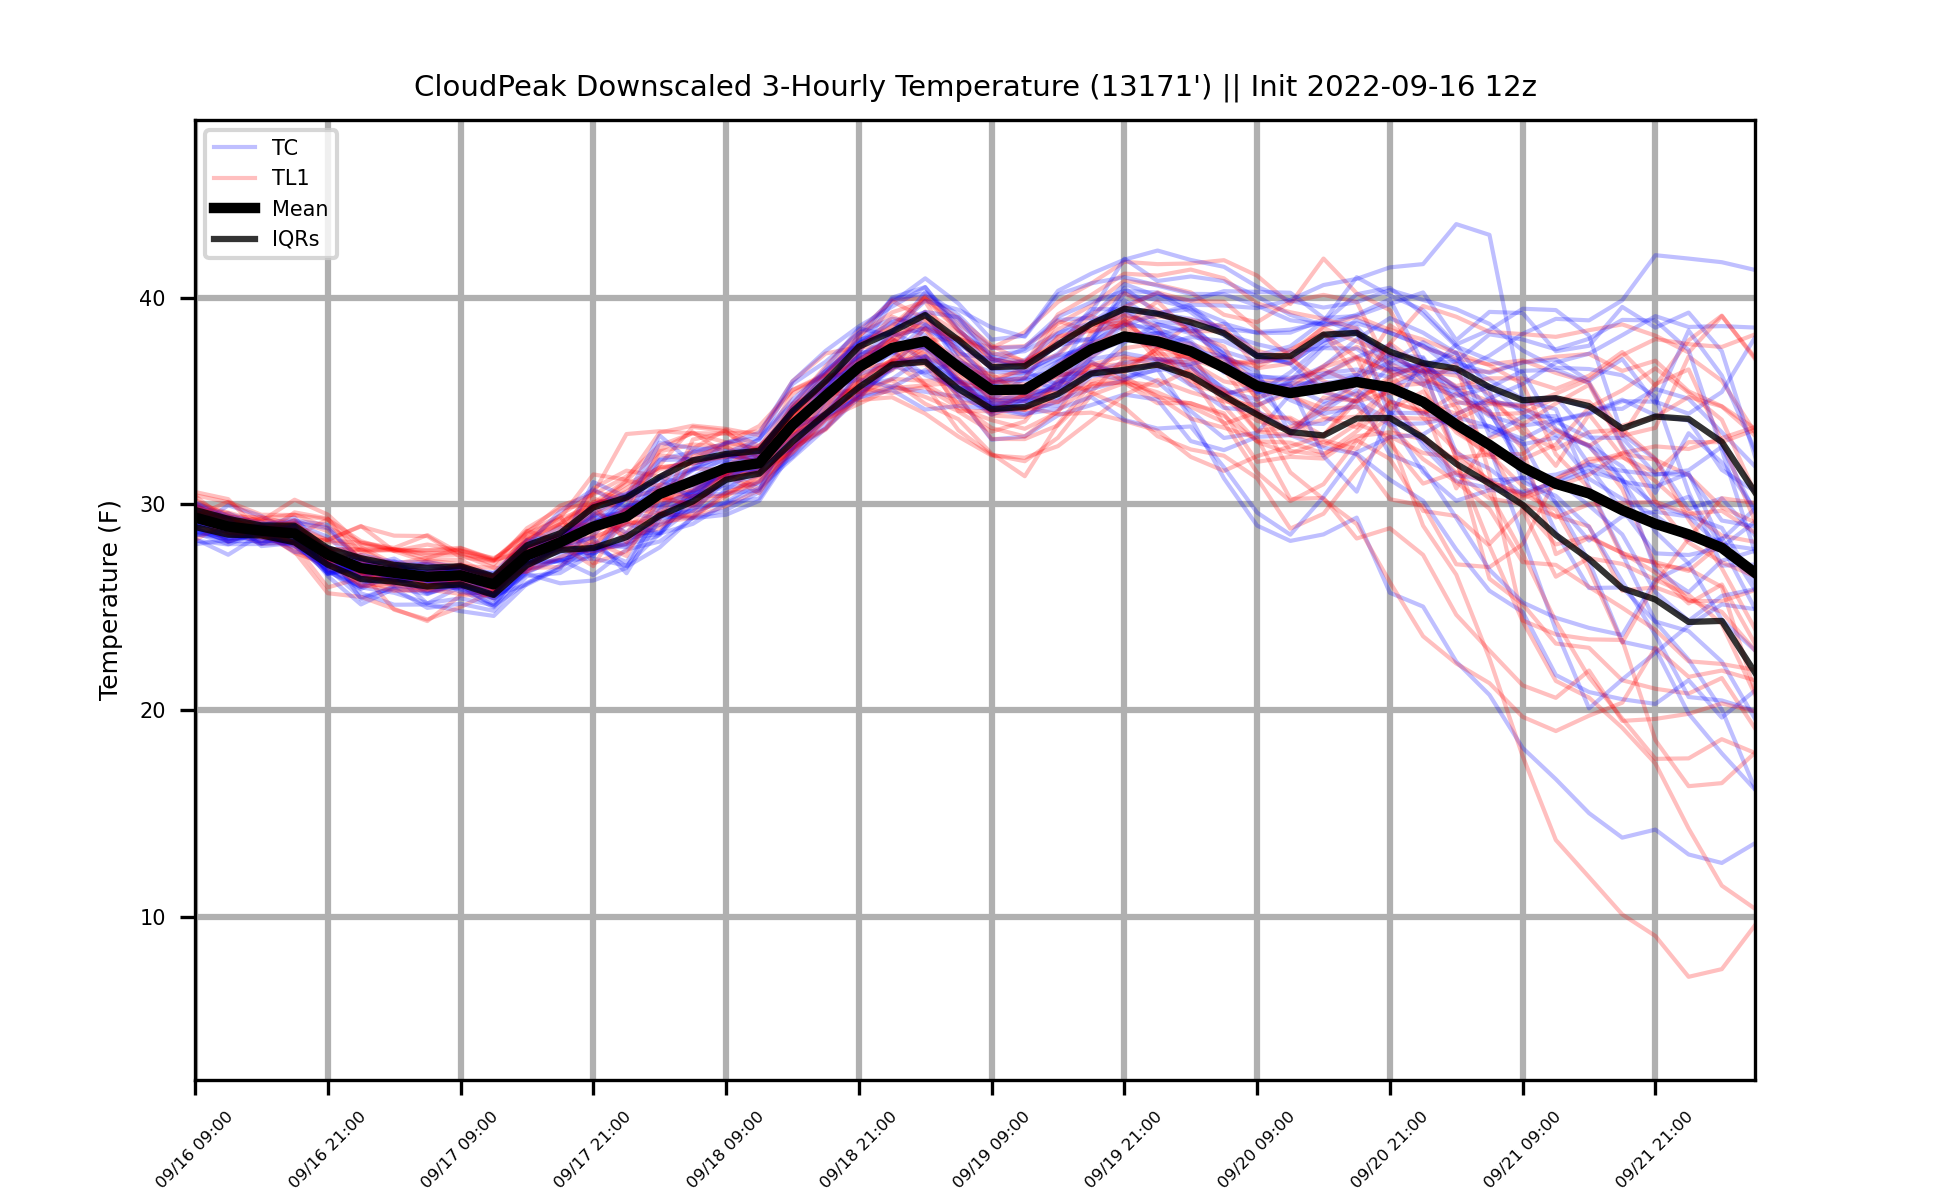 CloudPeak Downscaled 3-Hourly Temperature (13171') || Init 2022-09-16 12z
TC
TL1
Mean
IQRs
Temperature (F)
40
30
20
10
09/16 09:00
09/16 21:00
09/17 09:00
09/17 21:00
09/18 09:00
09/18 21:00
09/19 09:00
09/19 21:00
09/20 09:00
09/20 21:00
09/21 09:00
09/21 21:00